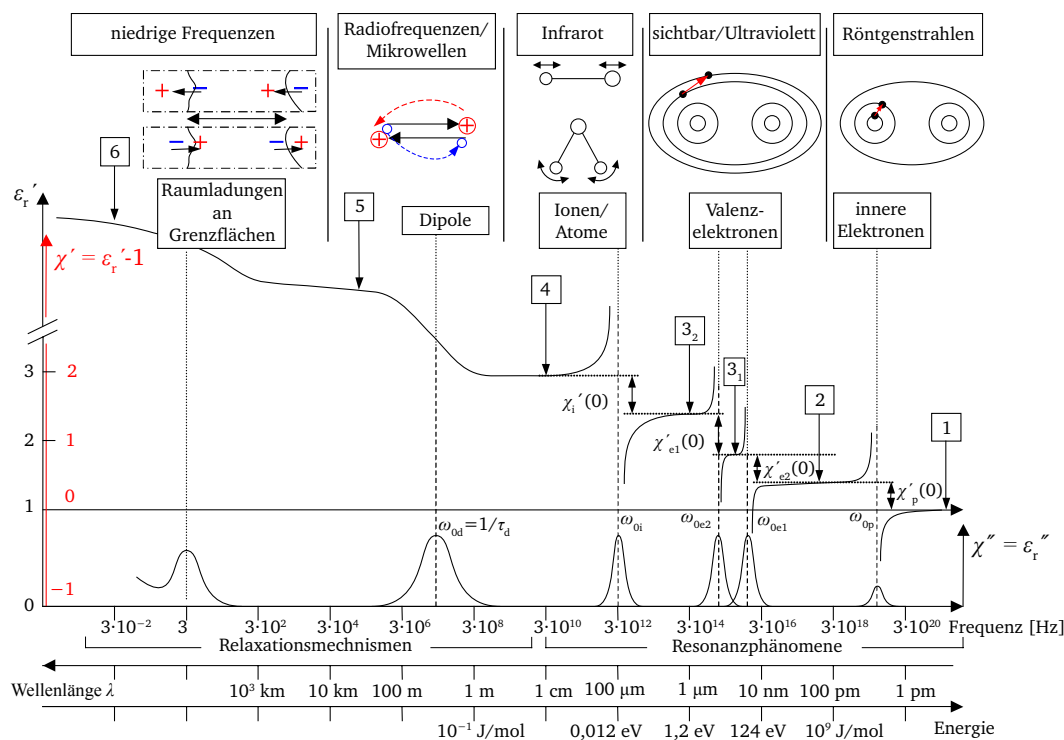 niedrige Frequenzen
Radiofrequenzen/
Mikrowellen
Infrarot
sichtbar/Ultraviolett
Röntgenstrahlen
+ − + −
− + − +
+ +
6
5
4
3₂
3₁
2
1
Raumladungen
an
Grenzflächen
Dipole
Ionen/
Atome
Valenz-
elektronen
innere
Elektronen
εᵣ′
χ′ = εᵣ′-1
3
2
1
0
2
1
0
−1
χᵢ′(0)
χ′ₑ₁(0)
χ′ₑ₂(0)
χ′ₚ(0)
ω₀d=1/τd
ω₀ᵢ
ω₀ₑ₂
ω₀ₑ₁
ω₀ₚ
χ″ = εᵣ″
3·10⁻² 3 3·10² 3·10⁴ 3·10⁶ 3·10⁸ 3·10¹⁰ 3·10¹² 3·10¹⁴ 3·10¹⁶ 3·10¹⁸ 3·10²⁰ Frequenz [Hz]
Relaxationsmechnismen
Resonanzphänomene
Wellenlänge λ 10³ km 10 km 100 m 1 m 1 cm 100 µm 1 µm 10 nm 100 pm 1 pm
10⁻¹ J/mol 0,012 eV 1,2 eV 124 eV 10⁹ J/mol Energie